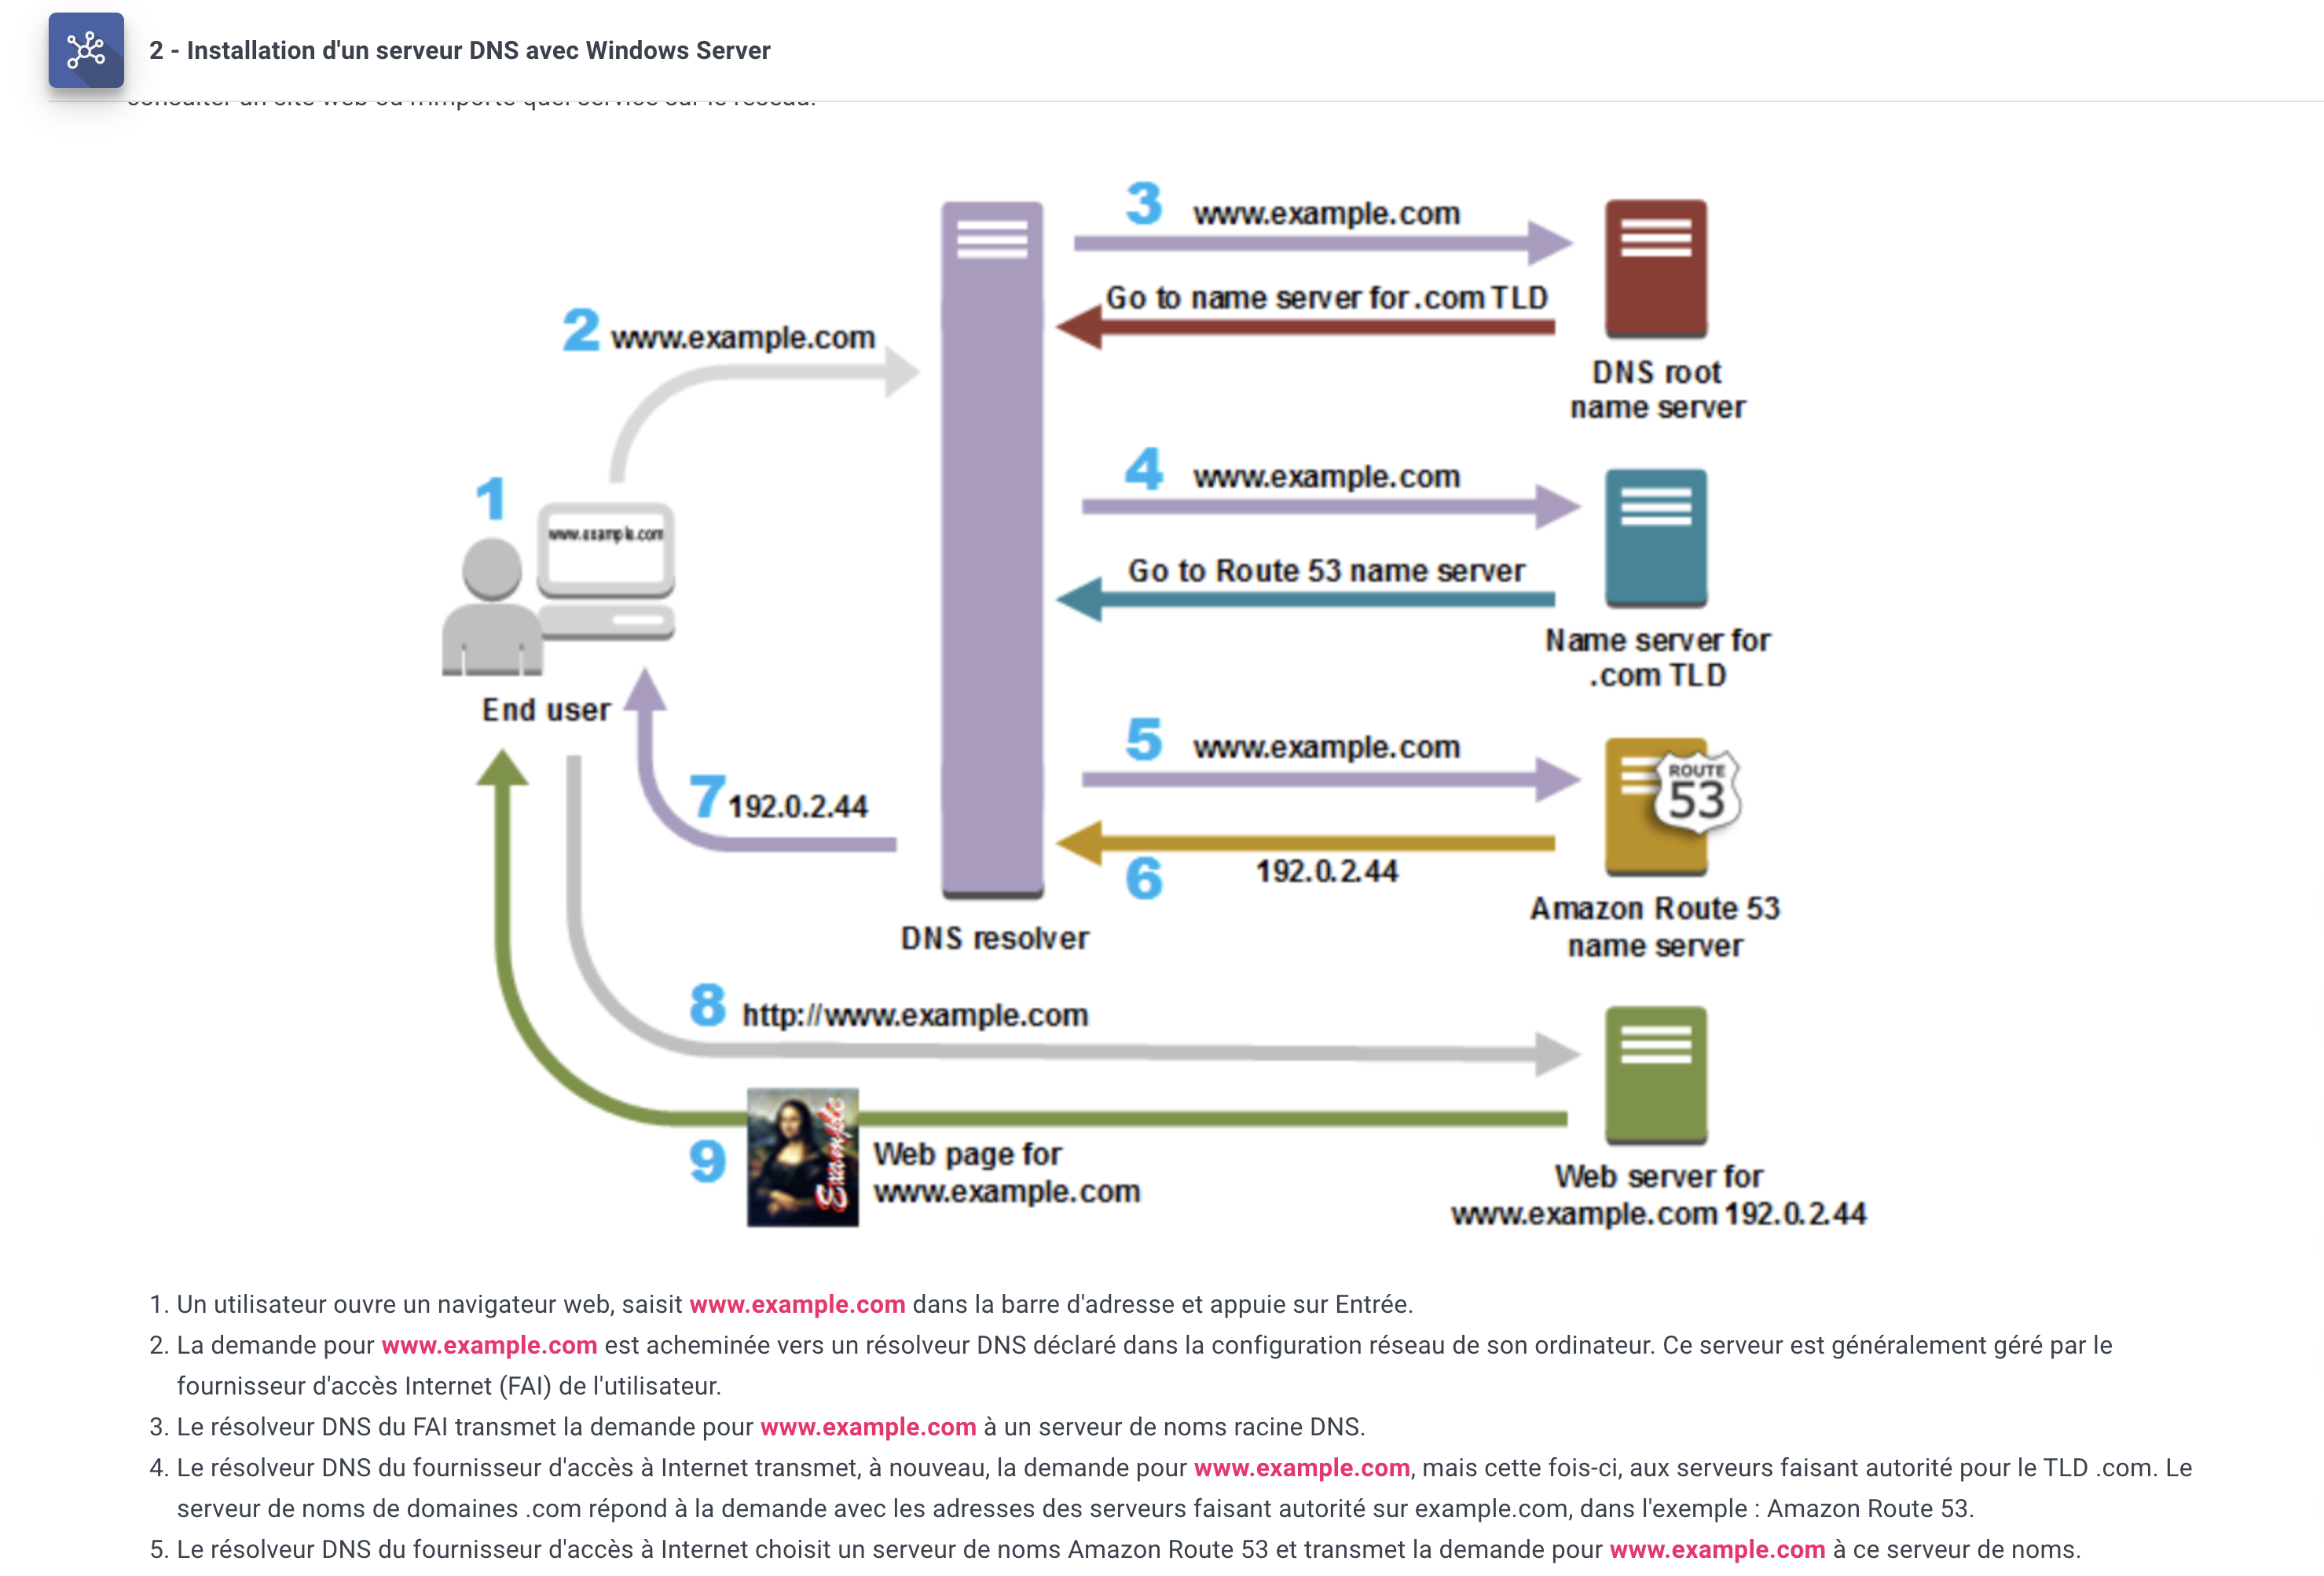 2 - Installation d'un serveur DNS avec Windows Server
consulter un site web ou n'importe quel service sur le réseau.
3 www.example.com
Go to name server for .com TLD
DNS root
name server
2 www.example.com
4 www.example.com
1
www.example.com
Go to Route 53 name server
Name server for
.com TLD
End user
5 www.example.com
ROUTE
53
7 192.0.2.44
6 192.0.2.44
Amazon Route 53
name server
DNS resolver
8 http://www.example.com
9
Example
Web page for
www.example.com
Web server for
www.example.com 192.0.2.44
1. Un utilisateur ouvre un navigateur web, saisit www.example.com dans la barre d'adresse et appuie sur Entrée.
2. La demande pour www.example.com est acheminée vers un résolveur DNS déclaré dans la configuration réseau de son ordinateur. Ce serveur est généralement géré par le
fournisseur d'accès Internet (FAI) de l'utilisateur.
3. Le résolveur DNS du FAI transmet la demande pour www.example.com à un serveur de noms racine DNS.
4. Le résolveur DNS du fournisseur d'accès à Internet transmet, à nouveau, la demande pour www.example.com, mais cette fois-ci, aux serveurs faisant autorité pour le TLD .com. Le
serveur de noms de domaines .com répond à la demande avec les adresses des serveurs faisant autorité sur example.com, dans l'exemple : Amazon Route 53.
5. Le résolveur DNS du fournisseur d'accès à Internet choisit un serveur de noms Amazon Route 53 et transmet la demande pour www.example.com à ce serveur de noms.